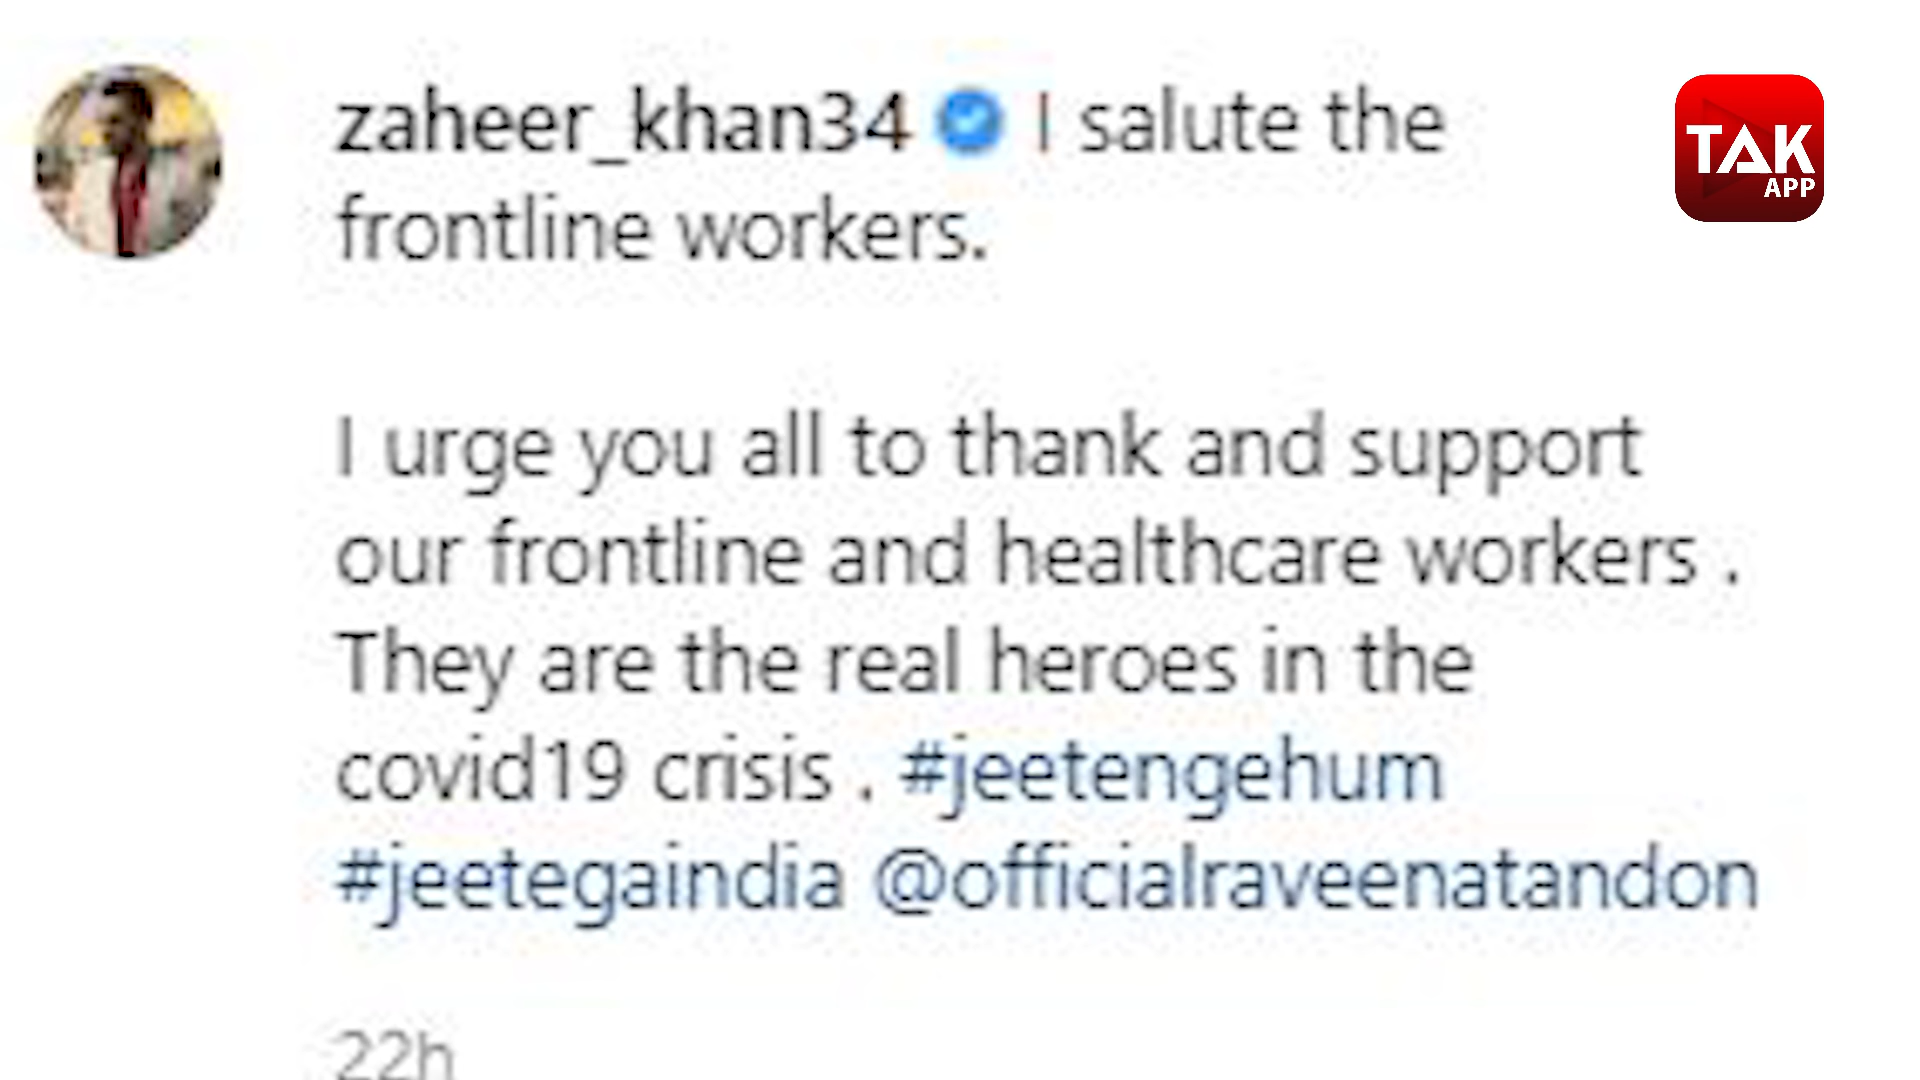 zaheer_khan34 I salute the
frontline workers.
I urge you all to thank and support
our frontline and healthcare workers .
They are the real heroes in the
covid19 crisis . #jeetengehum
#jeetegaindia @officialraveenatandon
22h
TAK
APP